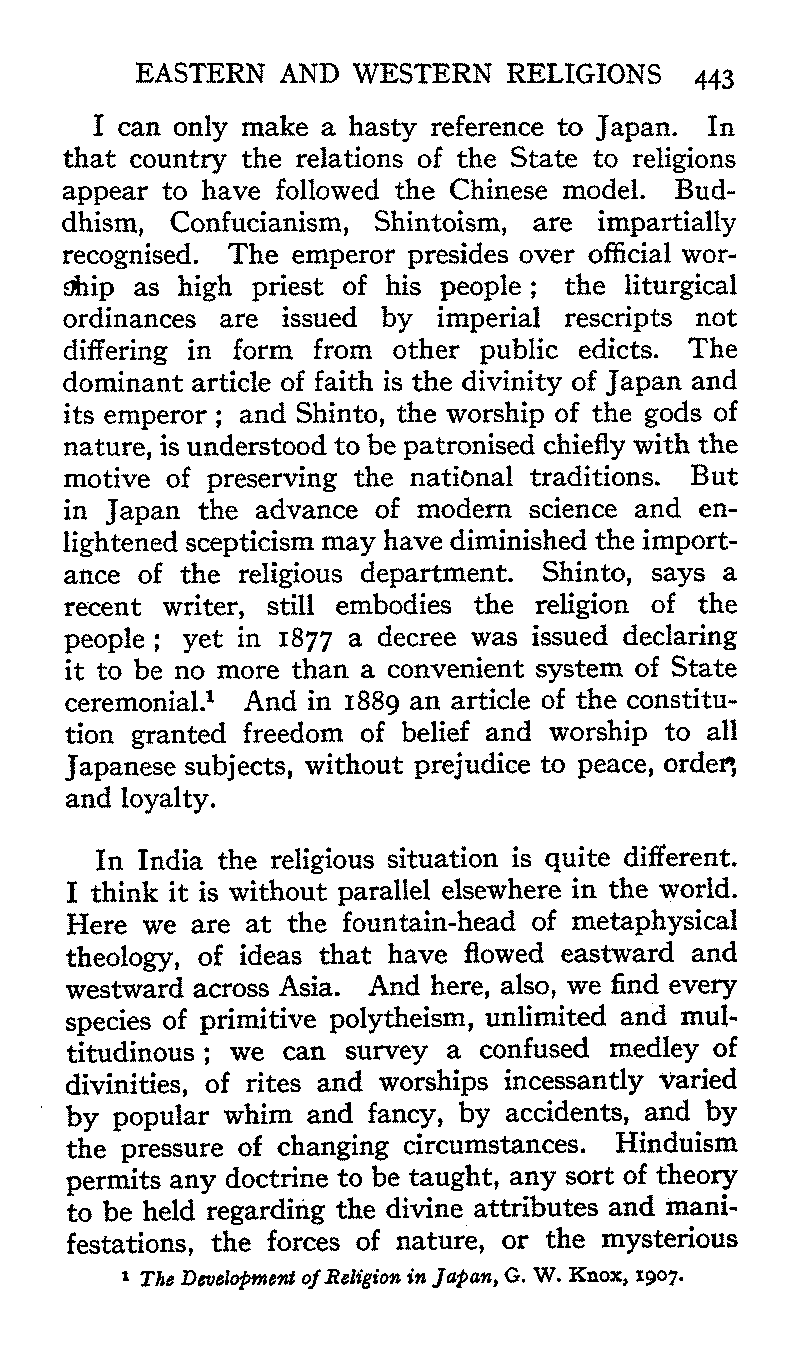 EASTERN AND WESTERN RELIGIONS 443
I can only make a hasty reference to Japan. In
that country the relations of the State to religions
appear to have followed the Chinese model. Bud-
dhism, Confucianism, Shintoism, are impartially
recognised. The emperor presides over official wor-
ship as high priest of his people ; the liturgical
ordinances are issued by imperial rescripts not
differing in form from other public edicts. The
dominant article of faith is the divinity of Japan and
its emperor ; and Shinto, the worship of the gods of
nature, is understood to be patronised chiefly with the
motive of preserving the national traditions. But
in Japan the advance of modern science and en-
lightened scepticism may have diminished the import-
ance of the religious department. Shinto, says a
recent writer, still embodies the religion of the
people ; yet in 1877 a decree was issued declaring
it to be no more than a convenient system of State
ceremonial.¹ And in 1889 an article of the constitu-
tion granted freedom of belief and worship to all
Japanese subjects, without prejudice to peace, order,
and loyalty.
In India the religious situation is quite different.
I think it is without parallel elsewhere in the world.
Here we are at the fountain-head of metaphysical
theology, of ideas that have flowed eastward and
westward across Asia. And here, also, we find every
species of primitive polytheism, unlimited and mul-
titudinous ; we can survey a confused medley of
divinities, of rites and worships incessantly varied
by popular whim and fancy, by accidents, and by
the pressure of changing circumstances. Hinduism
permits any doctrine to be taught, any sort of theory
to be held regarding the divine attributes and mani-
festations, the forces of nature, or the mysterious
¹ The Development of Religion in Japan, G. W. Knox, 1907.